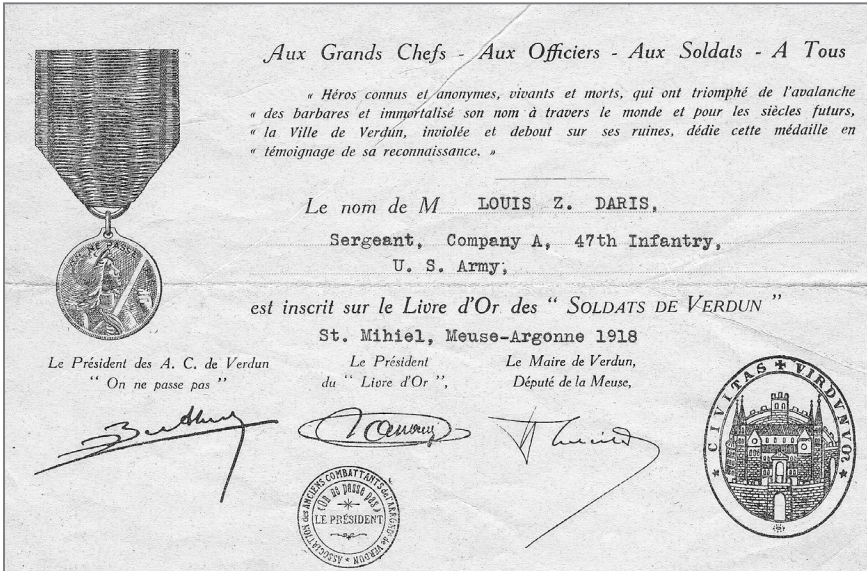 Aux Grands Chefs - Aux Officiers - Aux Soldats - A Tous
« Héros connus et anonymes, vivants et morts, qui ont triomphé de l'avalanche
« des barbares et immortalisé son nom à travers le monde et pour les siècles futurs,
« la Ville de Verdun, inviolée et debout sur ses ruines, dédie cette médaille en
« témoignage de sa reconnaissance. »
Le nom de M LOUIS Z. DARIS,
Sergeant, Company A, 47th Infantry,
U. S. Army;
est inscrit sur le Livre d'Or des " SOLDATS DE VERDUN "
St. Mihiel, Meuse-Argonne 1918
Le Président des A. C. de Verdun
" On ne passe pas "
Le Président
du " Livre d'Or ",
Le Maire de Verdun,
Député de la Meuse,
NE PASSE
CIVITAS VIRDVNVM
ASSOCIATION des ANCIENS COMBATTANTS de l'ARROND de VERDUN
On ne passe pas
LE PRÉSIDENT